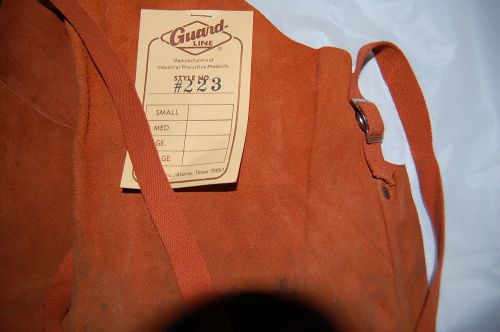 Guard-
LINE
Manufacturers of
Industrial Protective Products
STYLE NO.
#223
SMALL
MED.
GE.
GE.
Atlanta, Texas